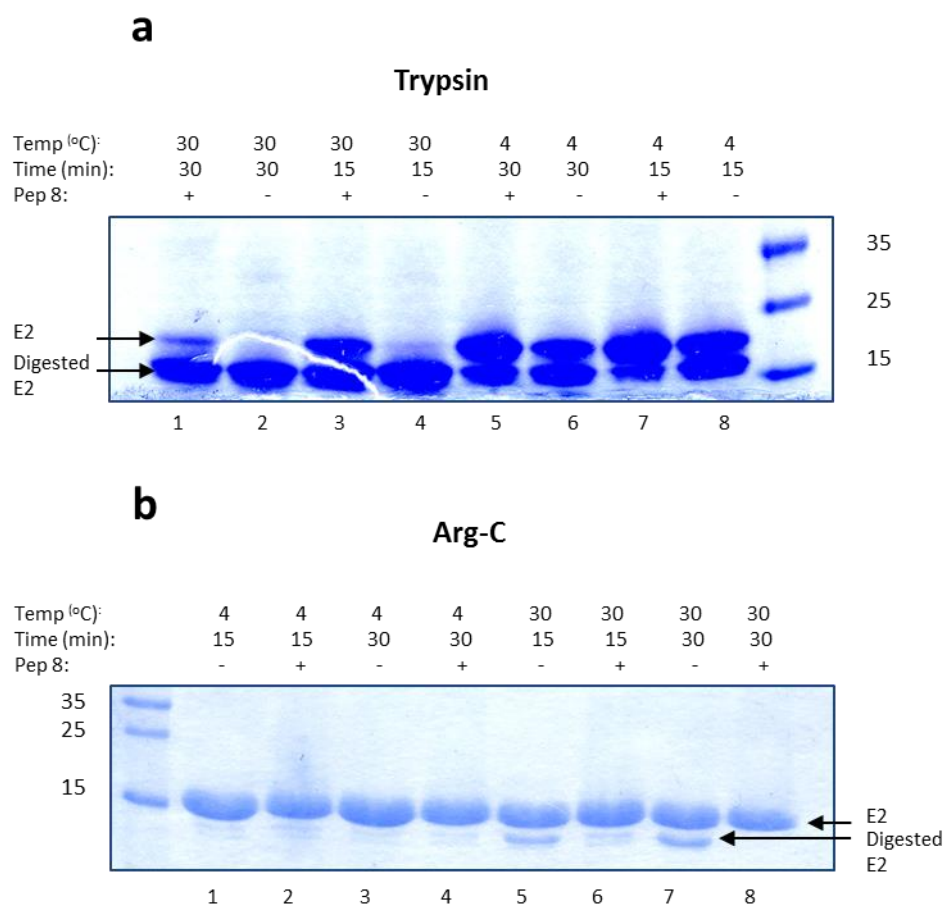 a
Trypsin
Temp (oC): 30 30 30 30 4 4 4 4
Time (min): 30 30 15 15 30 30 15 15
Pep 8: + - + - + - + -
35
25
E2
Digested
E2
15
1 2 3 4 5 6 7 8
b
Arg-C
Temp (oC): 4 4 4 4 30 30 30 30
Time (min): 15 15 30 30 15 15 30 30
Pep 8: - + - + - + - +
35
25
15
E2
Digested
E2
1 2 3 4 5 6 7 8